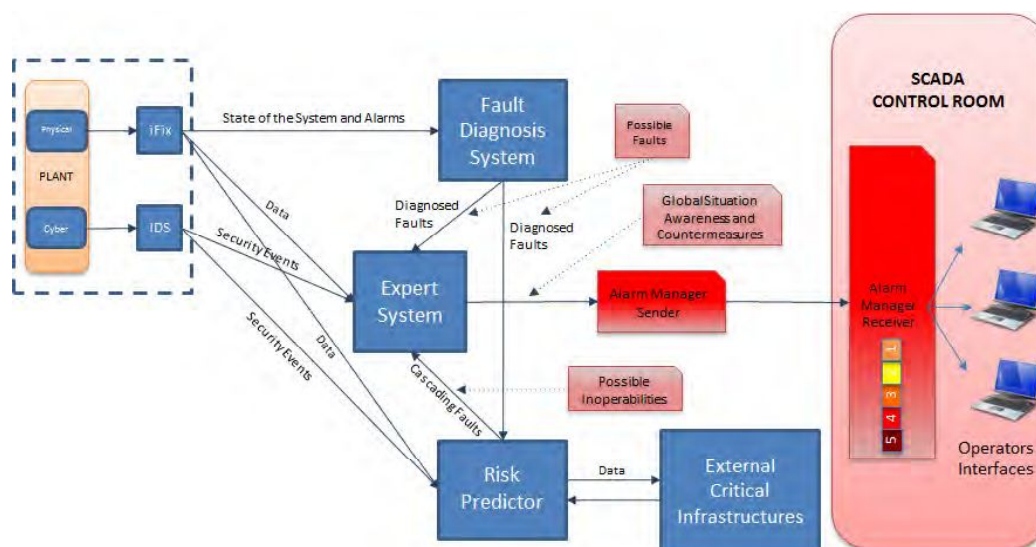 SCADA
CONTROL ROOM
Physical
iFix
PLANT
Cyber
IDS
State of the System and Alarms
Fault
Diagnosis
System
Possible
Faults
Data
Security Events
Security Events
Data
Diagnosed
Faults
Diagnosed
Faults
Global Situation
Awareness and
Countermeasures
Expert
System
Alarm Manager
Sender
Alarm
Manager
Receiver
1
2
3
4
5
Cascading Faults
Possible
Inoperabilities
Risk
Predictor
Data
External
Critical
Infrastructures
Operators
Interfaces